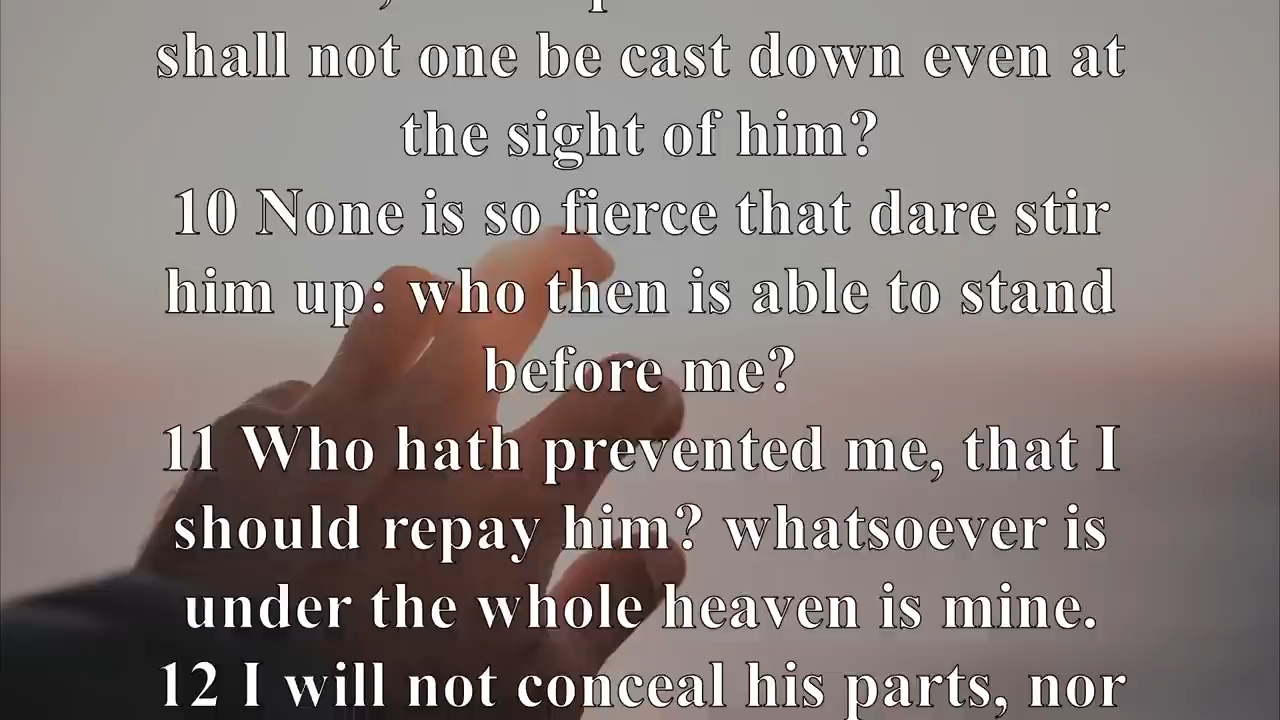 shall not one be cast down even at
the sight of him?
10 None is so fierce that dare stir
him up: who then is able to stand
before me?
11 Who hath prevented me, that I
should repay him? whatsoever is
under the whole heaven is mine.
12 I will not conceal his parts, nor